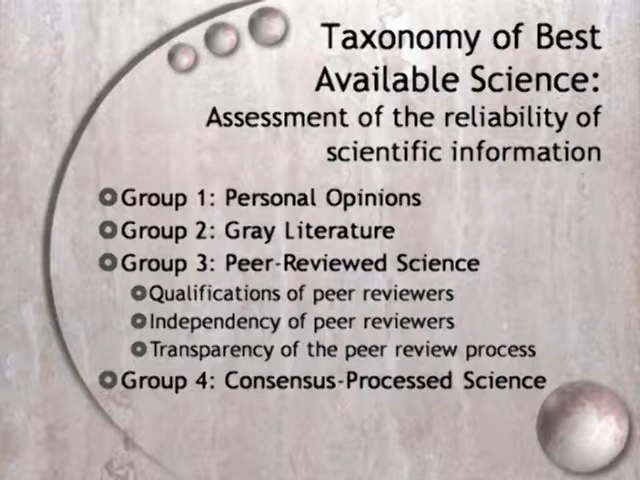 Taxonomy of Best
Available Science:
Assessment of the reliability of
scientific information
Group 1: Personal Opinions
Group 2: Gray Literature
Group 3: Peer-Reviewed Science
Qualifications of peer reviewers
Independency of peer reviewers
Transparency of the peer review process
Group 4: Consensus-Processed Science